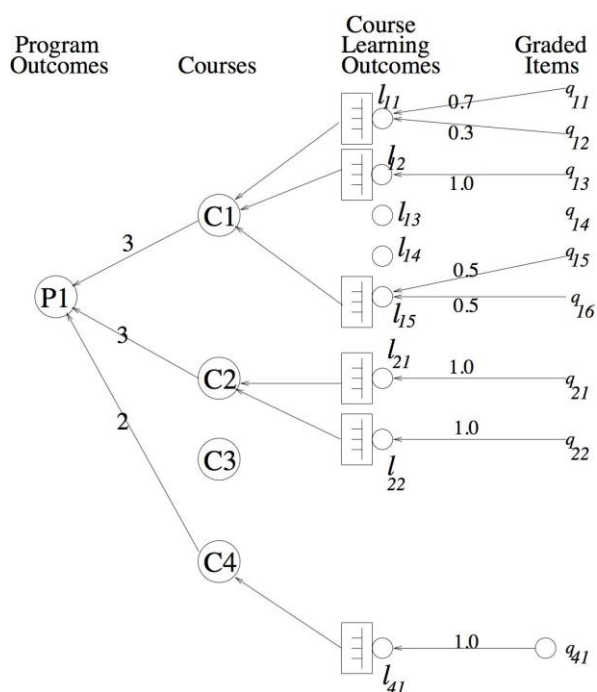 Program Outcomes
Courses
Course Learning Outcomes
Graded Items
l11
0.7
q11
0.3
q12
l2
1.0
q13
C1
l13
q14
l14
q15
3
0.5
0.5
q16
P1
l15
3
l21
1.0
q21
C2
2
1.0
q22
C3
l22
C4
1.0
q41
l41